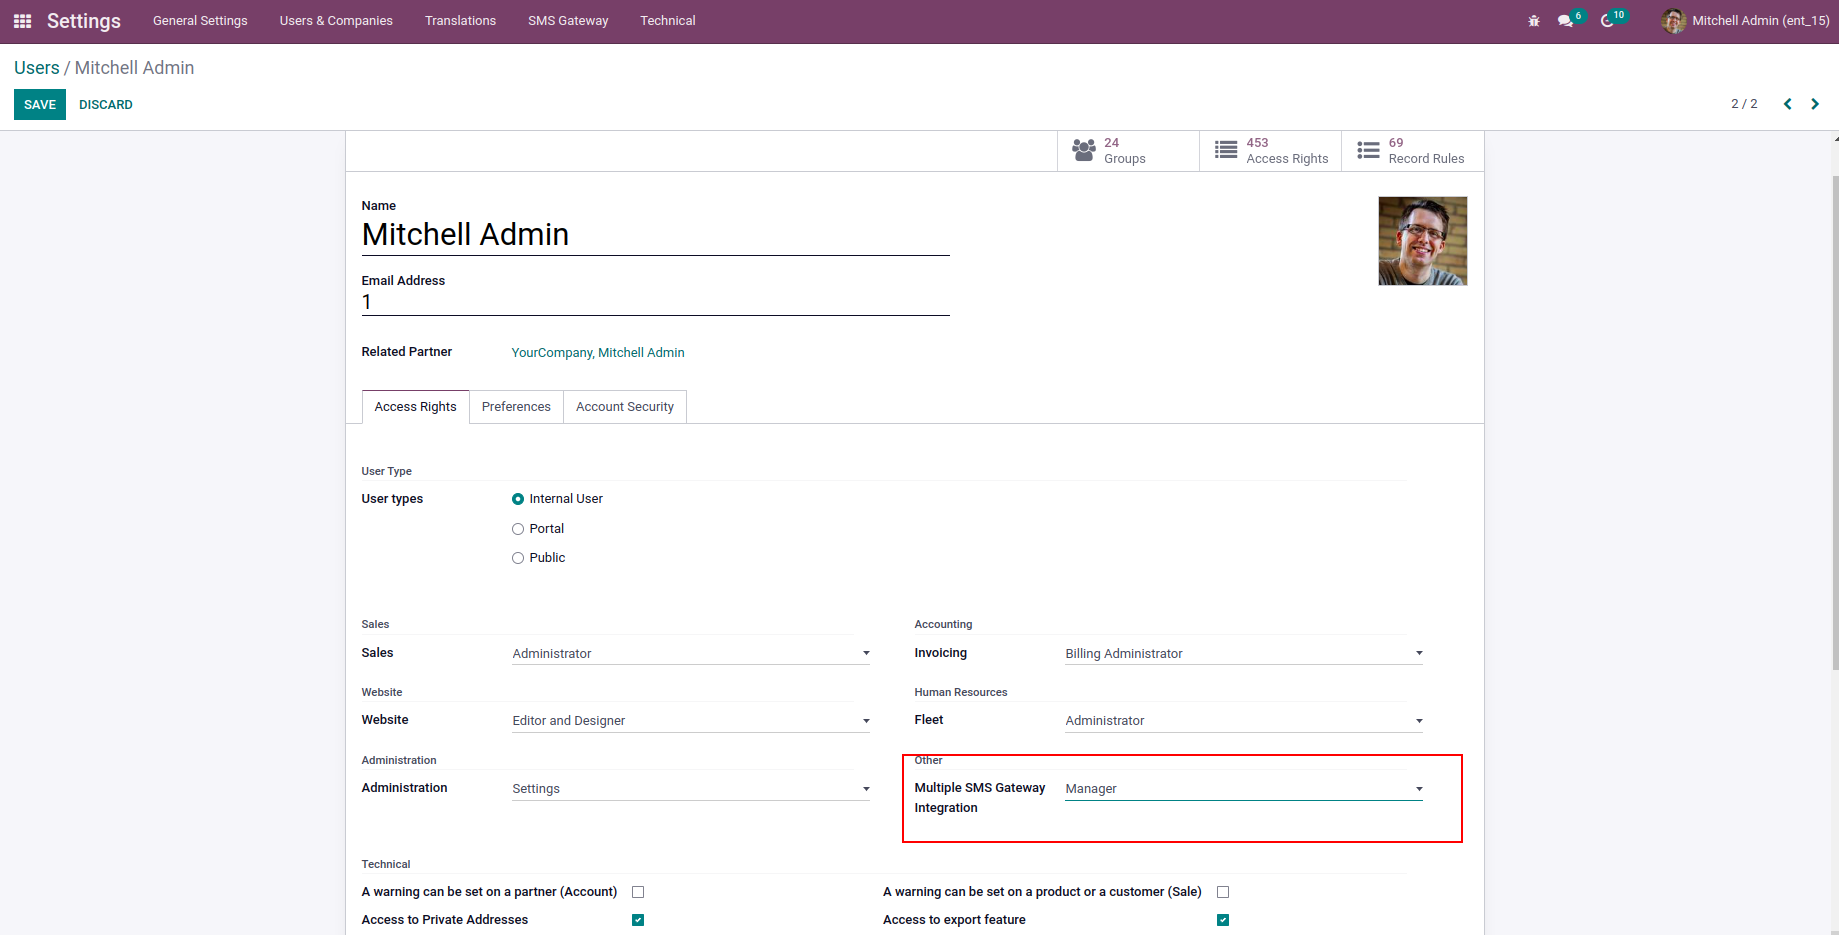 Settings General Settings Users & Companies Translations SMS Gateway Technical 6 10 Mitchell Admin (ent_15)
Users / Mitchell Admin
SAVE DISCARD 2 / 2
24 453 69
Groups Access Rights Record Rules
Name
Mitchell Admin
Email Address
1
Related Partner YourCompany, Mitchell Admin
Access Rights Preferences Account Security
User Type
User types Internal User
Portal
Public
Sales Accounting
Sales Administrator Invoicing Billing Administrator
Website Human Resources
Website Editor and Designer Fleet Administrator
Administration Other
Administration Settings Multiple SMS Gateway Manager
Integration
Technical
A warning can be set on a partner (Account) A warning can be set on a product or a customer (Sale)
Access to Private Addresses Access to export feature